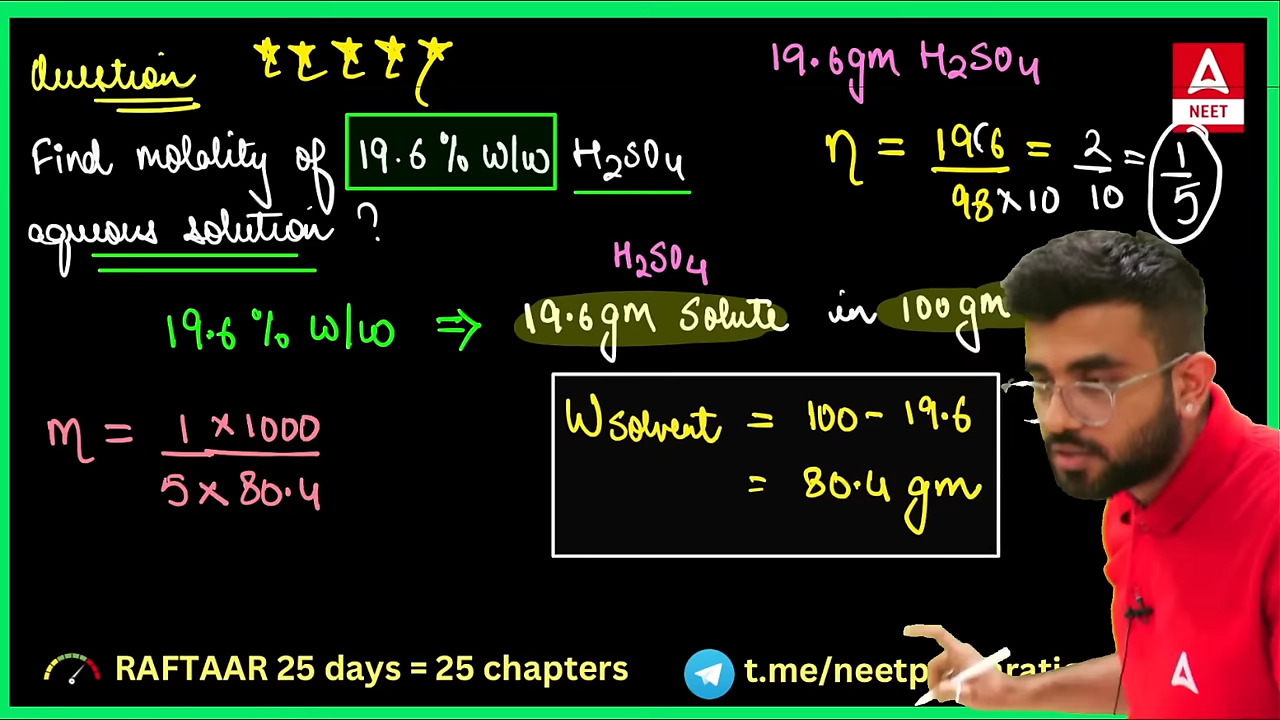 Question
19.6gm H₂SO₄
NEET
Find molality of 19.6% w/w H₂SO₄
aqueous solution ?
η = 19(6 / 98×10 = 2/10 = 1/5
H₂SO₄
19.6% w/w ⇒ 19.6gm solute in 100gm
m = 1 × 1000 / 5 × 80.4
Wsolvent = 100 - 19.6
= 80.4 gm
RAFTAAR 25 days = 25 chapters